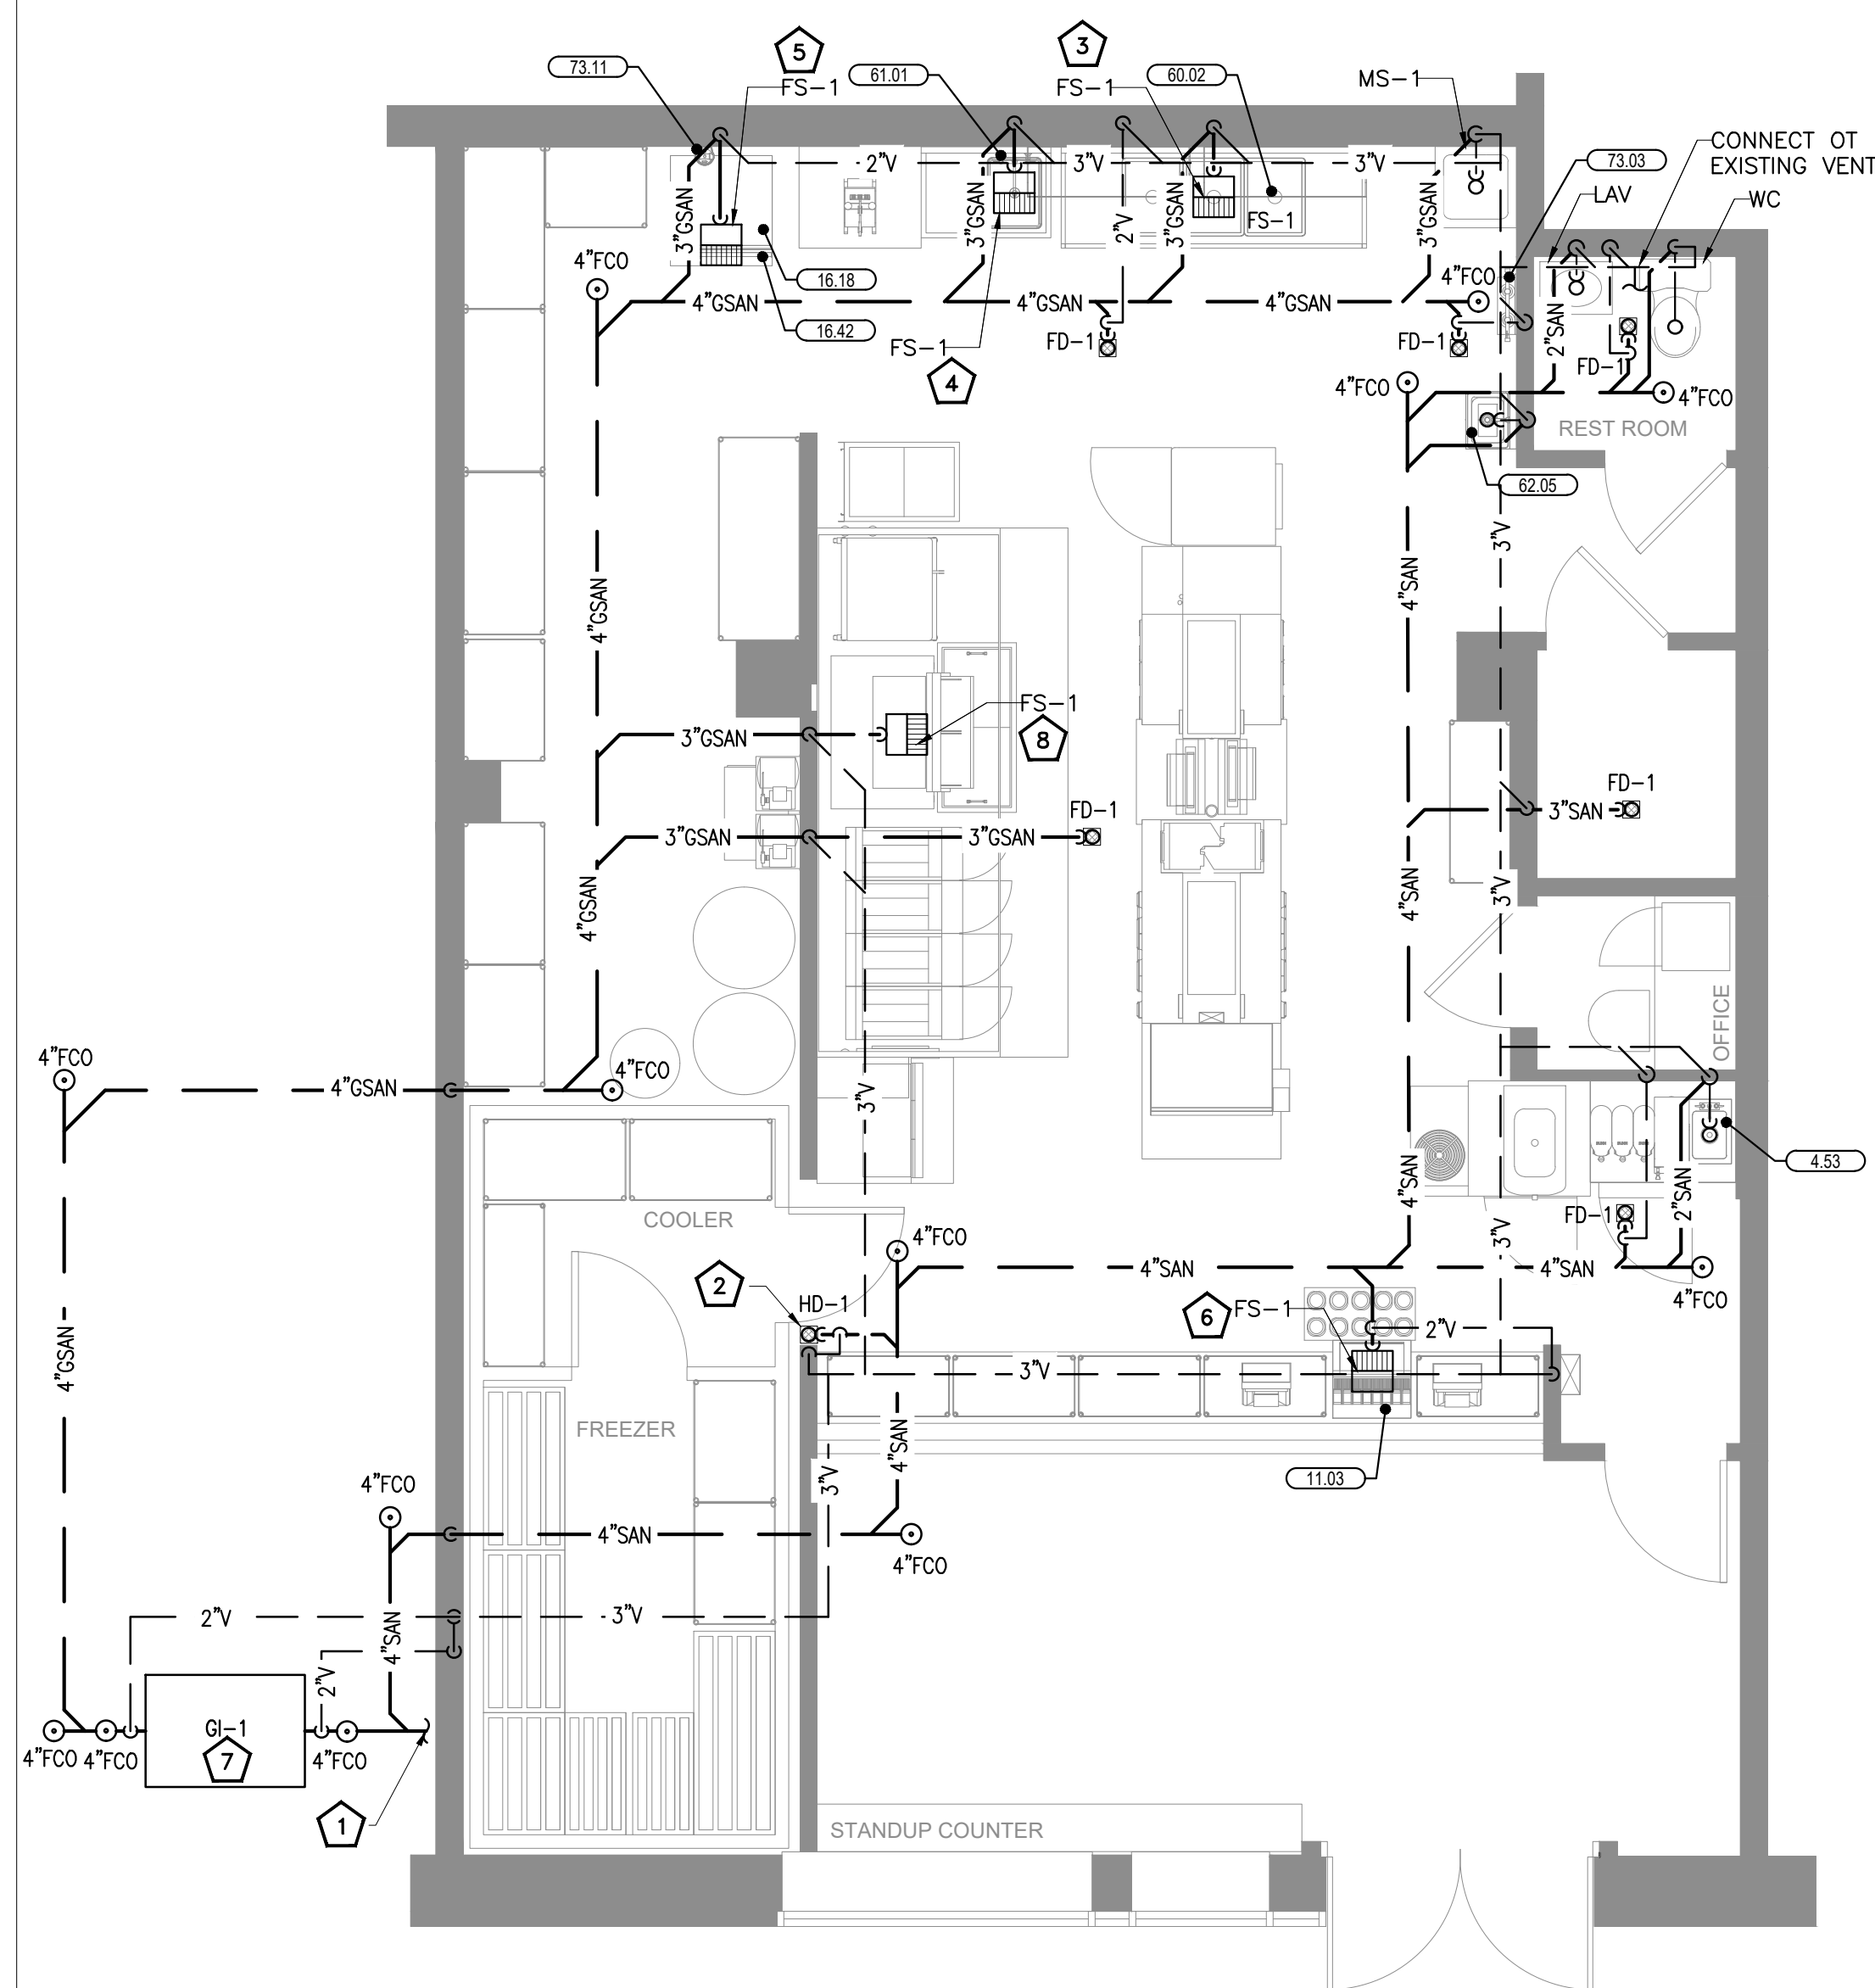 5
3
73.11
61.01
60.02
FS-1
FS-1
MS-1
CONNECT OT
EXISTING VENT
73.03
LAV
WC
2"V
3"V
3"V
3"GSAN
3"GSAN
2"V
3"GSAN
3"GSAN
FS-1
4"FCO
16.18
4"FCO
4"GSAN
4"GSAN
4"GSAN
16.42
FS-1
FD-1
FD-1
2"SAN
FD-1
4
4"FCO
4"FCO
REST ROOM
62.05
3"V
4"GSAN
4"SAN
FS-1
3"GSAN
8
FD-1
FD-1
3"SAN
3"GSAN
3"GSAN
4"GSAN
4"SAN
3"V
OFFICE
4"FCO
4"FCO
4"GSAN
3"V
4.53
4"SAN
2"SAN
COOLER
FD-1
4"FCO
3"V
4"SAN
4"SAN
2
HD-1
6
FS-1
4"FCO
2"V
4"GSAN
3"V
FREEZER
4"SAN
3"V
11.03
4"FCO
4"SAN
4"FCO
2"V
3"V
4"SAN
2"V
GI-1
4"FCO
4"FCO
7
4"FCO
1
STANDUP COUNTER